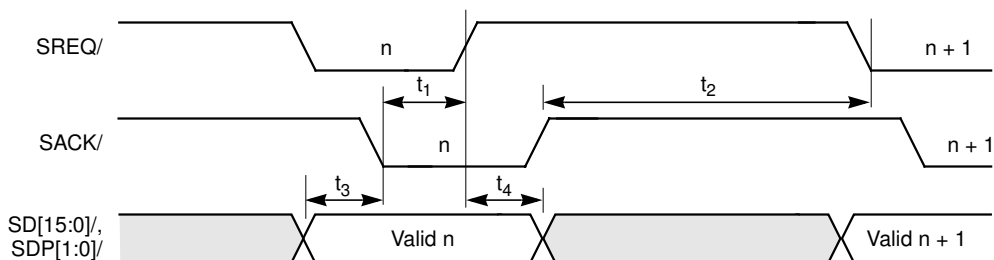 SREQ/ n n + 1
t1 t2
SACK/ n n + 1
t3 t4
SD[15:0]/,
SDP[1:0]/ Valid n Valid n + 1